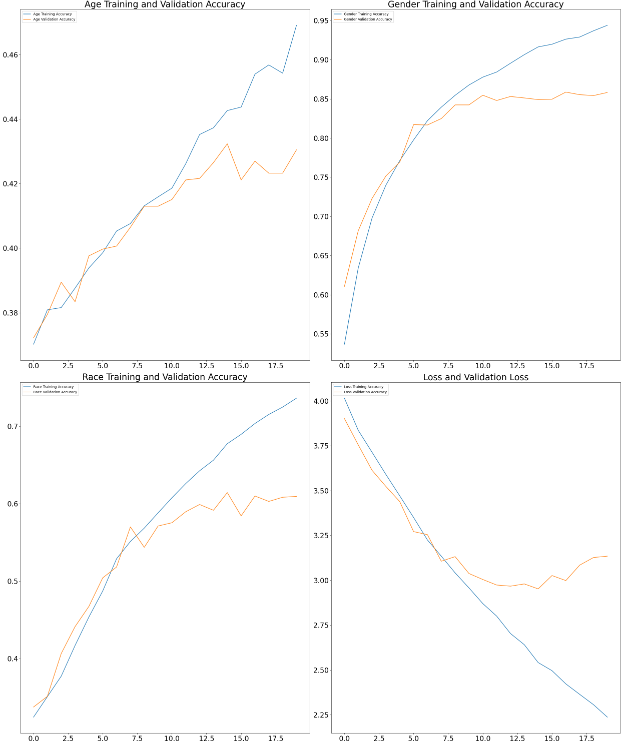 Age Training and Validation Accuracy
Age Training Accuracy
Age Validation Accuracy
0.46
0.44
0.42
0.40
0.38
0.0 2.5 5.0 7.5 10.0 12.5 15.0 17.5
Gender Training and Validation Accuracy
Gender Training Accuracy
Gender Validation Accuracy
0.95
0.90
0.85
0.80
0.75
0.70
0.65
0.60
0.55
0.0 2.5 5.0 7.5 10.0 12.5 15.0 17.5
Race Training and Validation Accuracy
Race Training Accuracy
Race Validation Accuracy
0.7
0.6
0.5
0.4
0.0 2.5 5.0 7.5 10.0 12.5 15.0 17.5
Loss and Validation Loss
Loss Training Accuracy
Loss Validation Accuracy
4.00
3.75
3.50
3.25
3.00
2.75
2.50
2.25
0.0 2.5 5.0 7.5 10.0 12.5 15.0 17.5